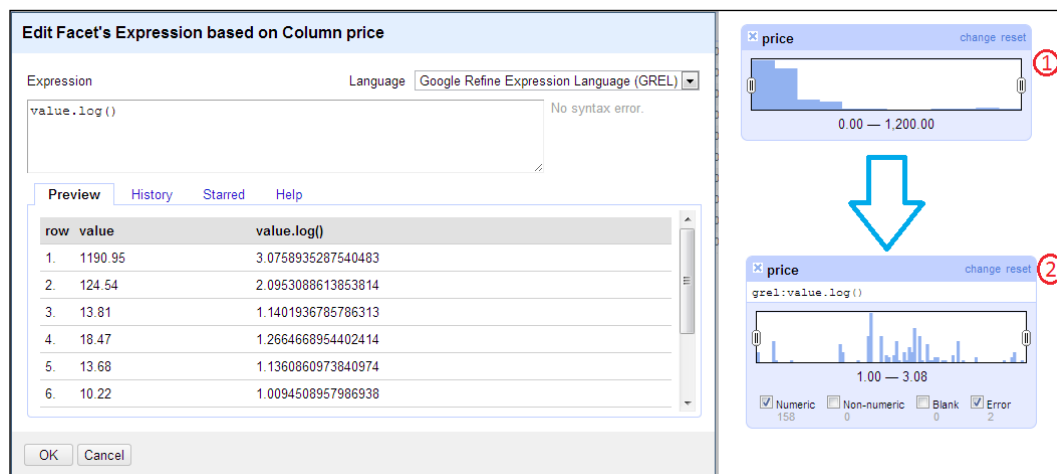 Edit Facet's Expression based on Column price
Expression
Language Google Refine Expression Language (GREL)
value.log()
No syntax error.
Preview History Starred Help
row value value.log()
1. 1190.95 3.0758935287540483
2. 124.54 2.0953088613853814
3. 13.81 1.1401936785786313
4. 18.47 1.2664668954402414
5. 13.68 1.1360860973840974
6. 10.22 1.0094508957986938
OK Cancel
price change reset
1
0.00 — 1,200.00
price change reset
2
grel:value.log()
1.00 — 3.08
Numeric Non-numeric Blank Error
158 0 0 2